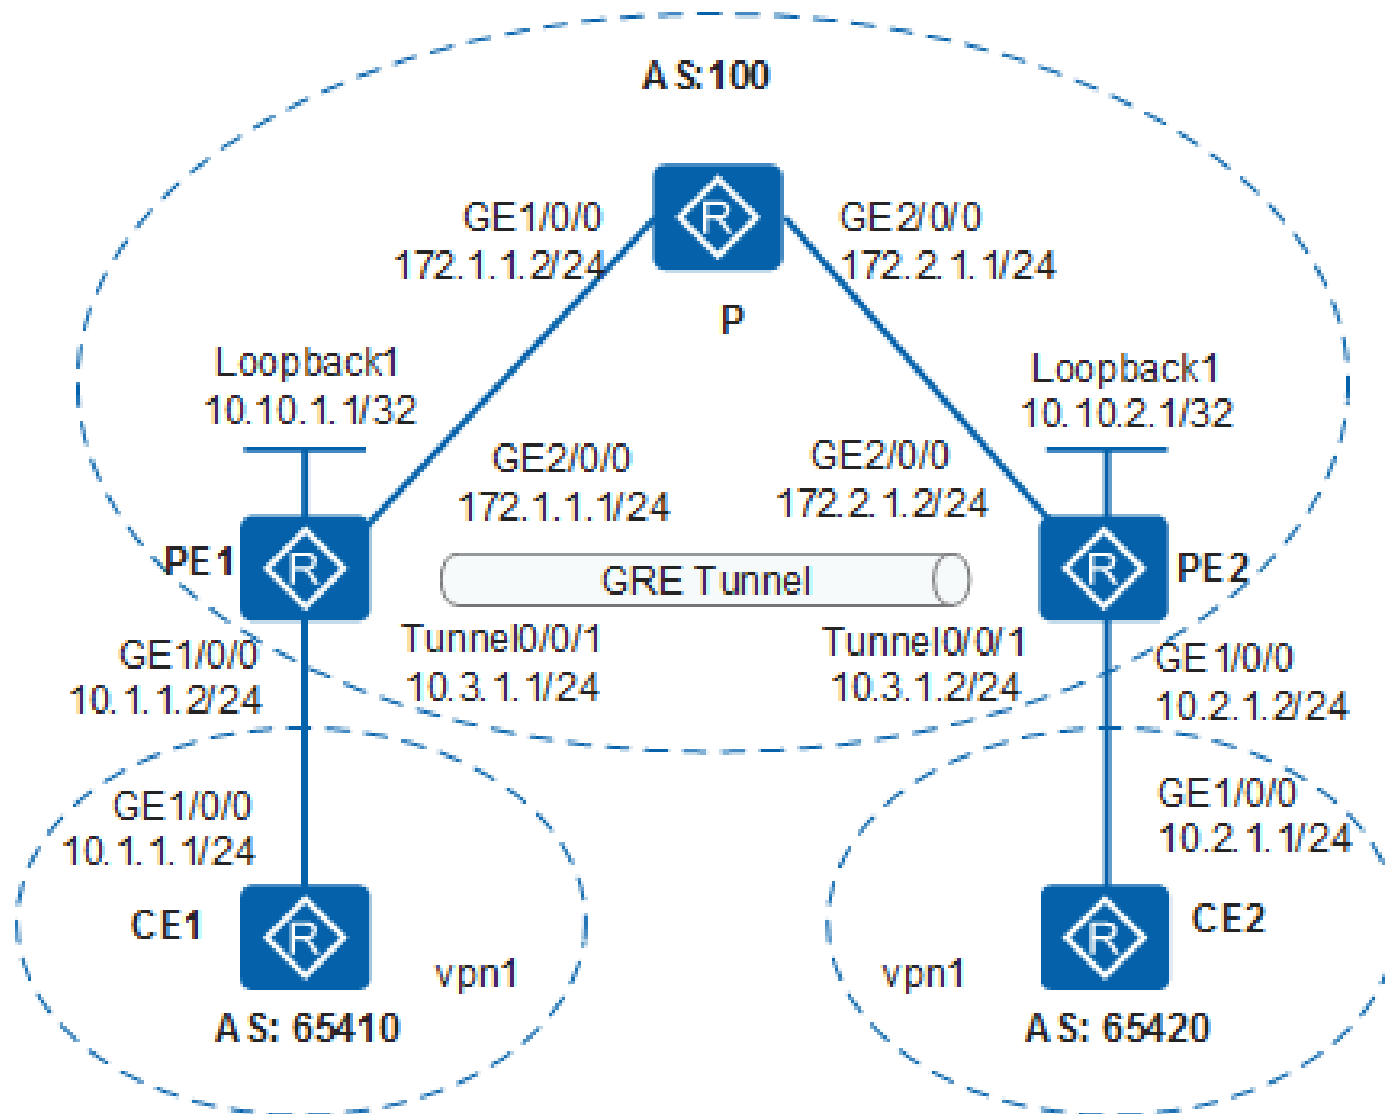 AS:100
R
GE1/0/0
172.1.1.2/24
GE2/0/0
172.2.1.1/24
P
Loopback1
10.10.1.1/32
Loopback1
10.10.2.1/32
GE2/0/0
172.1.1.1/24
GE2/0/0
172.2.1.2/24
PE1
R
GRE Tunnel
R
PE2
Tunnel0/0/1
10.3.1.1/24
Tunnel0/0/1
10.3.1.2/24
GE1/0/0
10.1.1.2/24
GE1/0/0
10.2.1.2/24
GE1/0/0
10.1.1.1/24
GE1/0/0
10.2.1.1/24
CE1
R
vpn1
AS: 65410
vpn1
R
CE2
AS: 65420